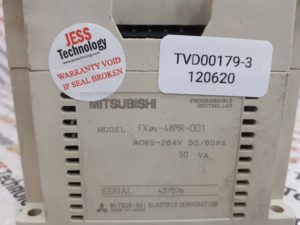 JESS
Technology
WARRANTY VOID
IF SEAL BROKEN
TVD00179-3
120620
MITSUBISHI
PROGRAMMABLE
CONTROLLER
MODEL FX2N-48MR-001
AC85-264V 50/60Hz
50 VA
SERIAL 437076
MITSUBISHI ELECTRIC CORPORATION